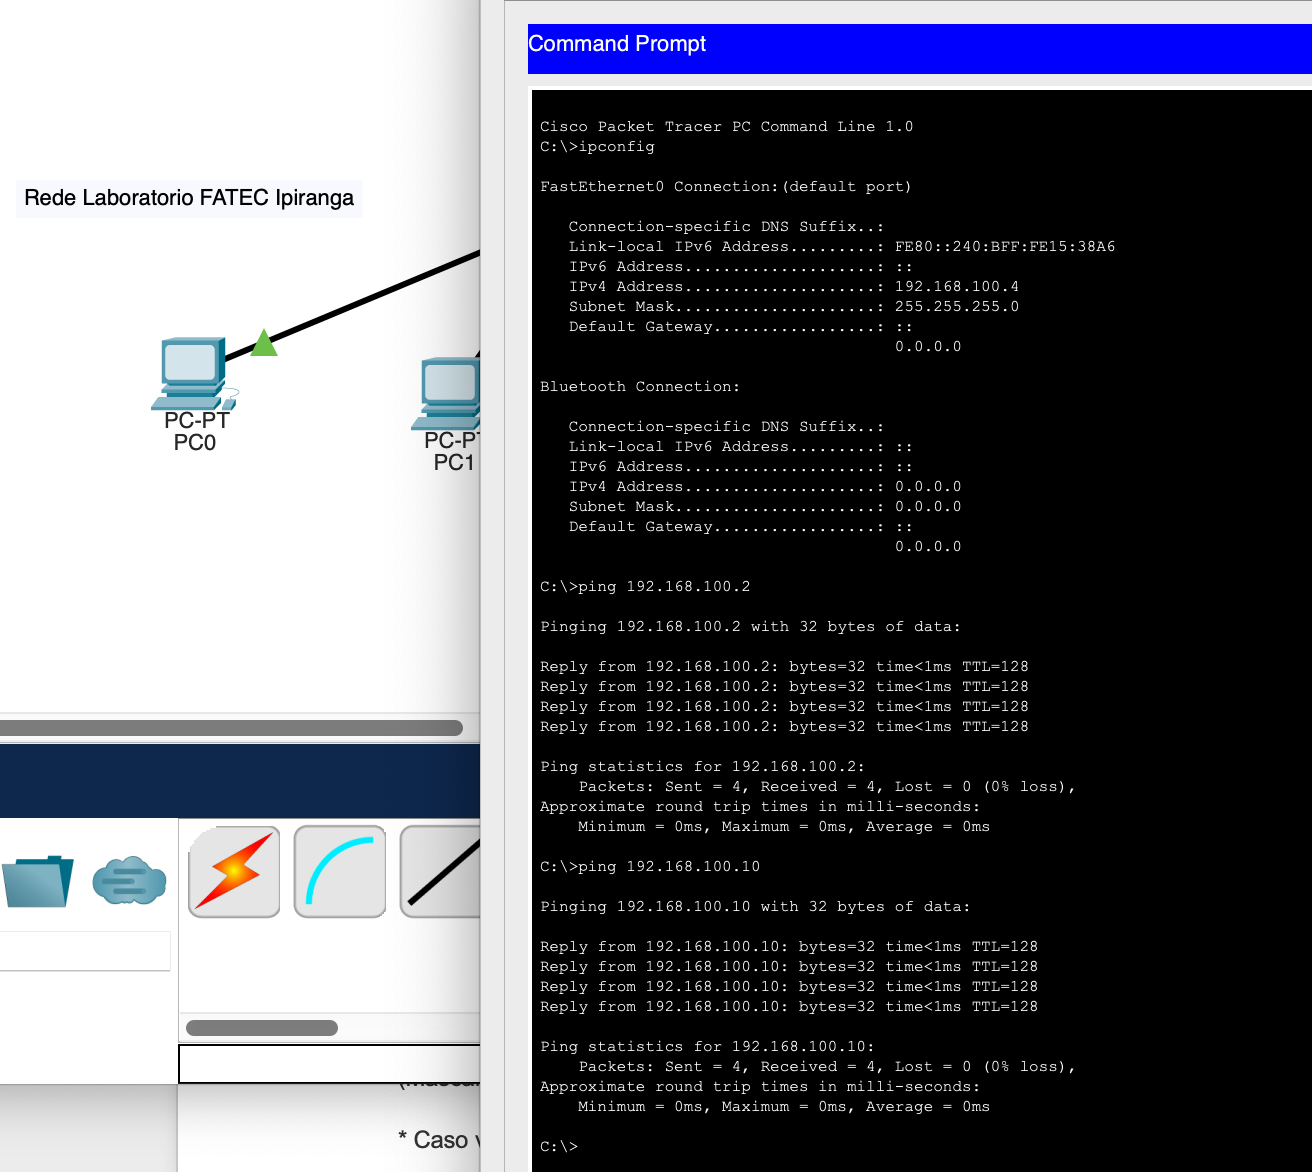 Rede Laboratorio FATEC Ipiranga
PC-PT
PC0
PC-PT
PC1
* Caso
Command Prompt
Cisco Packet Tracer PC Command Line 1.0
C:\>ipconfig
FastEthernet0 Connection:(default port)
Connection-specific DNS Suffix..:
Link-local IPv6 Address.........: FE80::240:BFF:FE15:38A6
IPv6 Address....................: ::
IPv4 Address....................: 192.168.100.4
Subnet Mask.....................: 255.255.255.0
Default Gateway.................: ::
0.0.0.0
Bluetooth Connection:
Connection-specific DNS Suffix..:
Link-local IPv6 Address.........: ::
IPv6 Address....................: ::
IPv4 Address....................: 0.0.0.0
Subnet Mask.....................: 0.0.0.0
Default Gateway.................: ::
0.0.0.0
C:\>ping 192.168.100.2
Pinging 192.168.100.2 with 32 bytes of data:
Reply from 192.168.100.2: bytes=32 time<1ms TTL=128
Reply from 192.168.100.2: bytes=32 time<1ms TTL=128
Reply from 192.168.100.2: bytes=32 time<1ms TTL=128
Reply from 192.168.100.2: bytes=32 time<1ms TTL=128
Ping statistics for 192.168.100.2:
Packets: Sent = 4, Received = 4, Lost = 0 (0% loss),
Approximate round trip times in milli-seconds:
Minimum = 0ms, Maximum = 0ms, Average = 0ms
C:\>ping 192.168.100.10
Pinging 192.168.100.10 with 32 bytes of data:
Reply from 192.168.100.10: bytes=32 time<1ms TTL=128
Reply from 192.168.100.10: bytes=32 time<1ms TTL=128
Reply from 192.168.100.10: bytes=32 time<1ms TTL=128
Reply from 192.168.100.10: bytes=32 time<1ms TTL=128
Ping statistics for 192.168.100.10:
Packets: Sent = 4, Received = 4, Lost = 0 (0% loss),
Approximate round trip times in milli-seconds:
Minimum = 0ms, Maximum = 0ms, Average = 0ms
C:\>